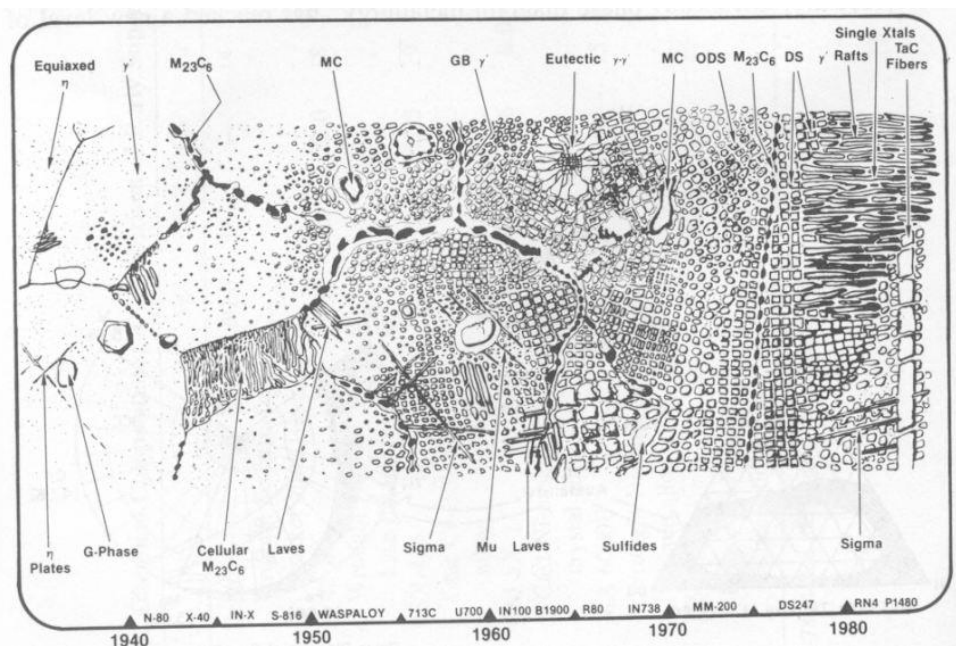 Equiaxed
η
γ′
M23C6
MC
GB γ′
Eutectic γ-γ′
MC
ODS
M23C6
DS
γ′ Rafts
Single Xtals
TaC
Fibers
η
Plates
G-Phase
Cellular
M23C6
Laves
Sigma
Mu
Laves
Sulfides
Sigma
N-80 X-40 IN-X S-816 WASPALOY 713C U700 IN100 B1900 R80 IN738 MM-200 DS247 RN4 P1480
1940 1950 1960 1970 1980